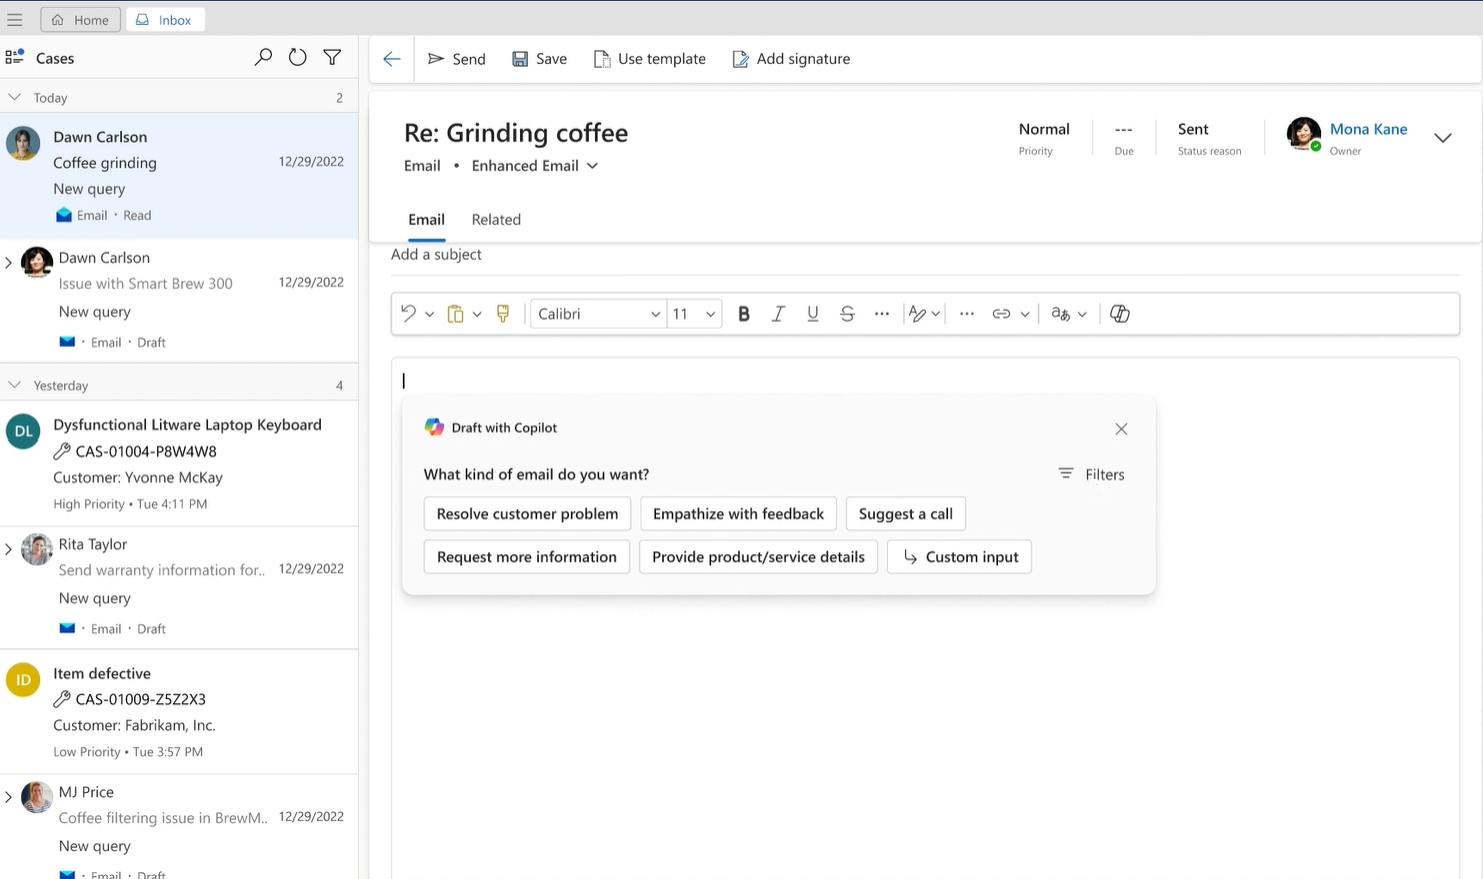 Home
Inbox
Cases
Today 2
Dawn Carlson
Coffee grinding 12/29/2022
New query
Email · Read
Dawn Carlson
Issue with Smart Brew 300 12/29/2022
New query
· Email · Draft
Yesterday 4
DL
Dysfunctional Litware Laptop Keyboard
CAS-01004-P8W4W8
Customer: Yvonne McKay
High Priority • Tue 4:11 PM
Rita Taylor
Send warranty information for.. 12/29/2022
New query
· Email · Draft
ID
Item defective
CAS-01009-Z5Z2X3
Customer: Fabrikam, Inc.
Low Priority • Tue 3:57 PM
MJ Price
Coffee filtering issue in BrewM.. 12/29/2022
New query
Email · Draft
Send
Save
Use template
Add signature
Re: Grinding coffee
Email • Enhanced Email
Normal
Priority
---
Due
Sent
Status reason
Mona Kane
Owner
Email
Related
Add a subject
Calibri 11 B I U S ... ... aあ
Draft with Copilot
What kind of email do you want?
Filters
Resolve customer problem
Empathize with feedback
Suggest a call
Request more information
Provide product/service details
Custom input